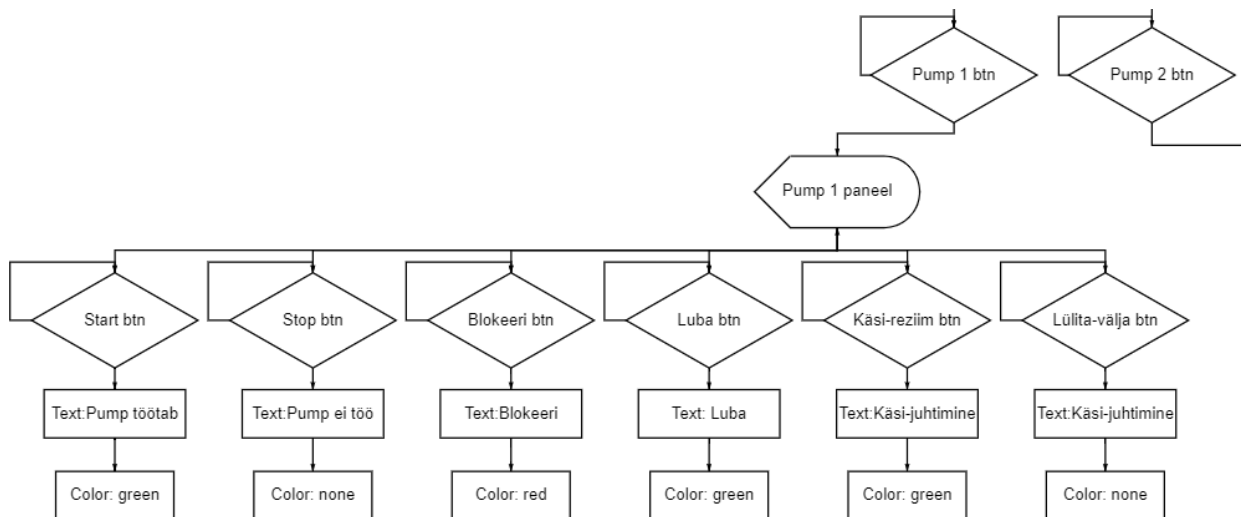 Pump 1 btn
Pump 2 btn
Pump 1 paneel
Start btn
Stop btn
Blokeeri btn
Luba btn
Käsi-reziim btn
Lülita-välja btn
Text:Pump töötab
Text:Pump ei töö
Text:Blokeeri
Text: Luba
Text:Käsi-juhtimine
Text:Käsi-juhtimine
Color: green
Color: none
Color: red
Color: green
Color: green
Color: none